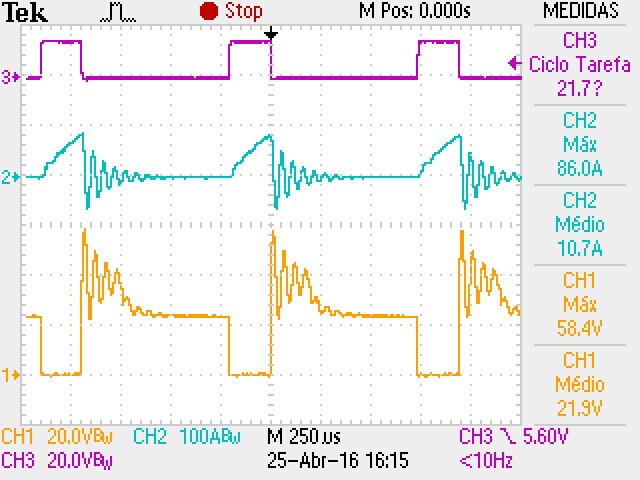 Tek Stop M Pos: 0.000s MEDIDAS
CH3
Ciclo Tarefa
21.7?
CH2
Máx
86.0A
CH2
Médio
10.7A
CH1
Máx
58.4V
CH1
Médio
21.9V
3
2
1
CH1 20.0VBw CH2 100ABw M 250µs CH3 5.60V
CH3 20.0VBw 25-Abr-16 16:15 <10Hz